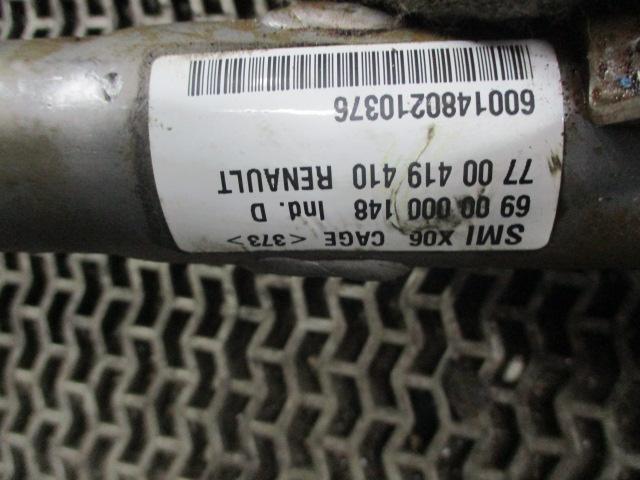 SMI X06 CAGE <373>
69 00 000 148 Ind. D
77 00 419 410 RENAULT
6001480210376